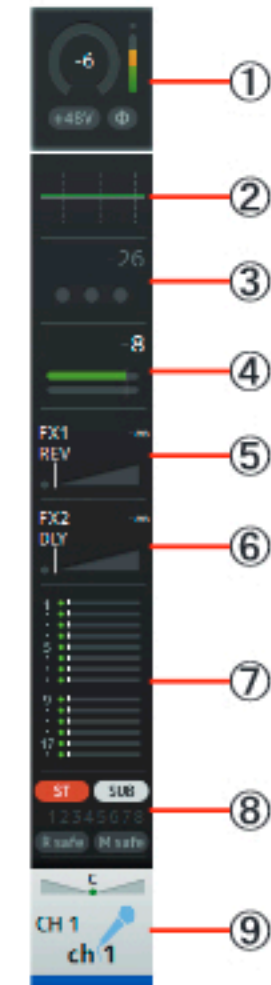 -6
+48V Φ
①
②
-26
③
-8
④
FX1 -∞
REV
⑤
FX2 -∞
DLY
⑥
1
5
9
17
⑦
ST SUB
12345678
⑧
R safe M safe
C
CH 1
ch 1
⑨